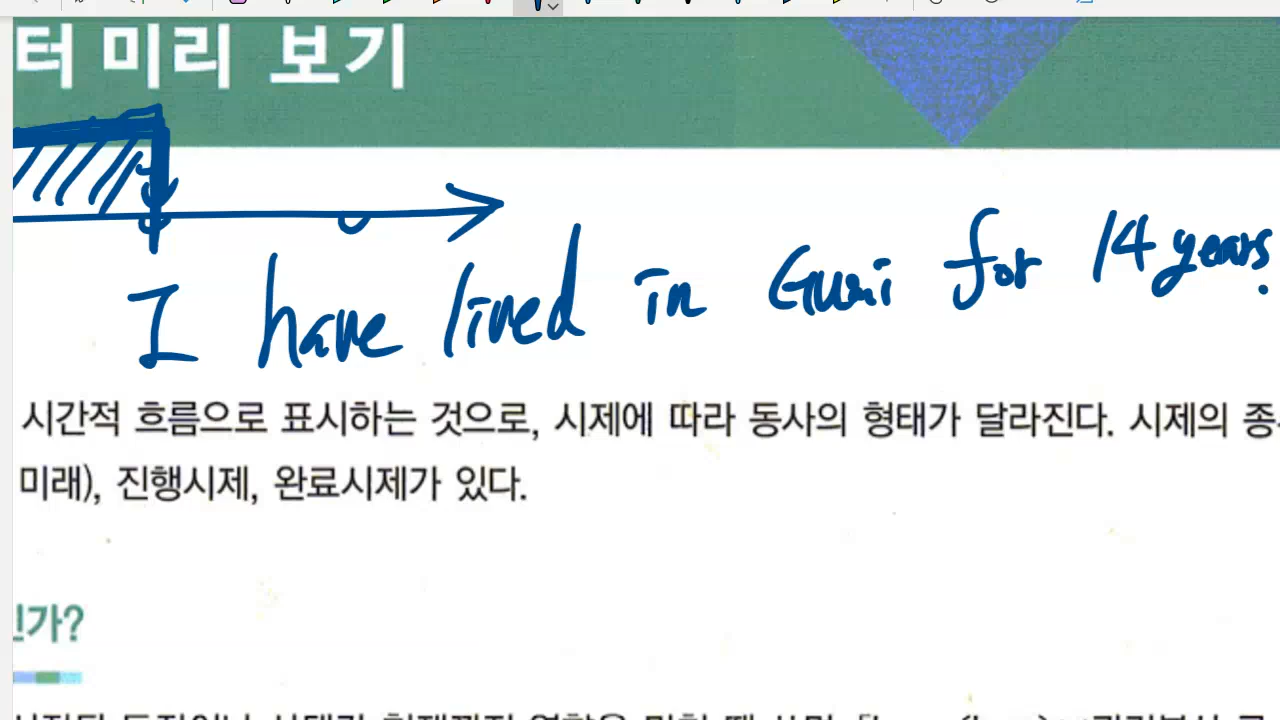 터 미리 보기
I have lived in Guri for 14 years.
시간적 흐름으로 표시하는 것으로, 시제에 따라 동사의 형태가 달라진다. 시제의 종
미래), 진행시제, 완료시제가 있다.
인가?